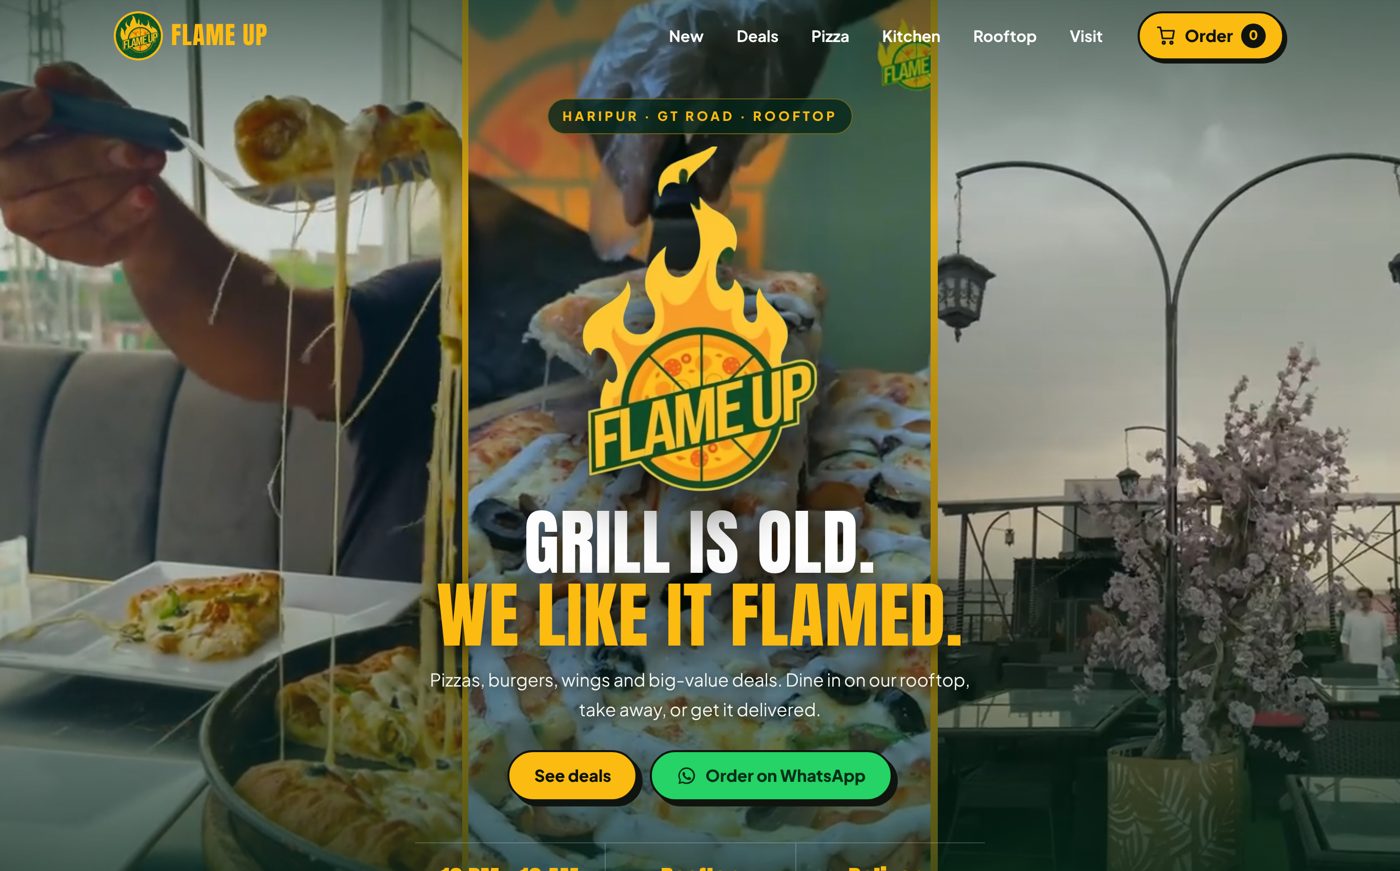 FLAME UP
New Deals Pizza Kitchen Rooftop Visit Order 0
FLAME
HARIPUR · GT ROAD · ROOFTOP
FLAME UP
GRILL IS OLD.
WE LIKE IT FLAMED.
Pizzas, burgers, wings and big-value deals. Dine in on our rooftop,
take away, or get it delivered.
See deals
Order on WhatsApp